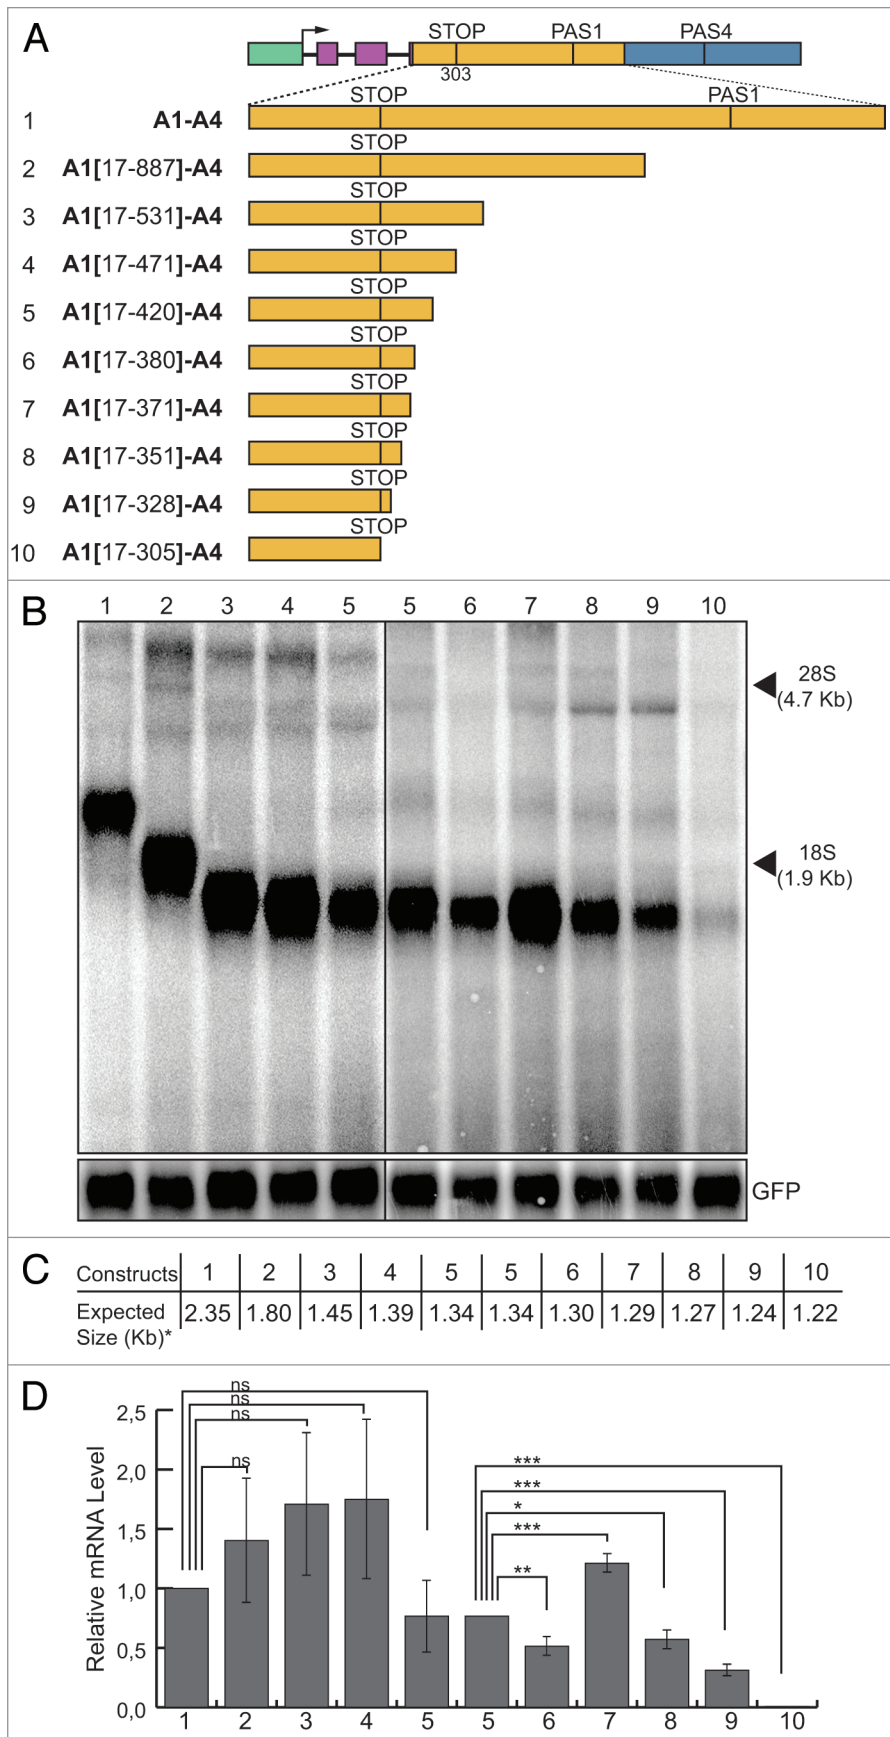 A
STOP PAS1 PAS4
303
STOP PAS1
1 A1-A4
STOP
2 A1[17-887]-A4
STOP
3 A1[17-531]-A4
STOP
4 A1[17-471]-A4
STOP
5 A1[17-420]-A4
STOP
6 A1[17-380]-A4
STOP
7 A1[17-371]-A4
STOP
8 A1[17-351]-A4
STOP
9 A1[17-328]-A4
STOP
10 A1[17-305]-A4
B
1 2 3 4 5 5 6 7 8 9 10
28S
(4.7 Kb)
18S
(1.9 Kb)
GFP
C
Constructs 1 2 3 4 5 5 6 7 8 9 10
Expected
Size (Kb)*
2.35 1.80 1.45 1.39 1.34 1.34 1.30 1.29 1.27 1.24 1.22
D
Relative mRNA Level
2,5
2,0
1,5
1,0
0,5
0,0
ns
ns
ns
ns
***
***
*
***
**
1 2 3 4 5 5 6 7 8 9 10